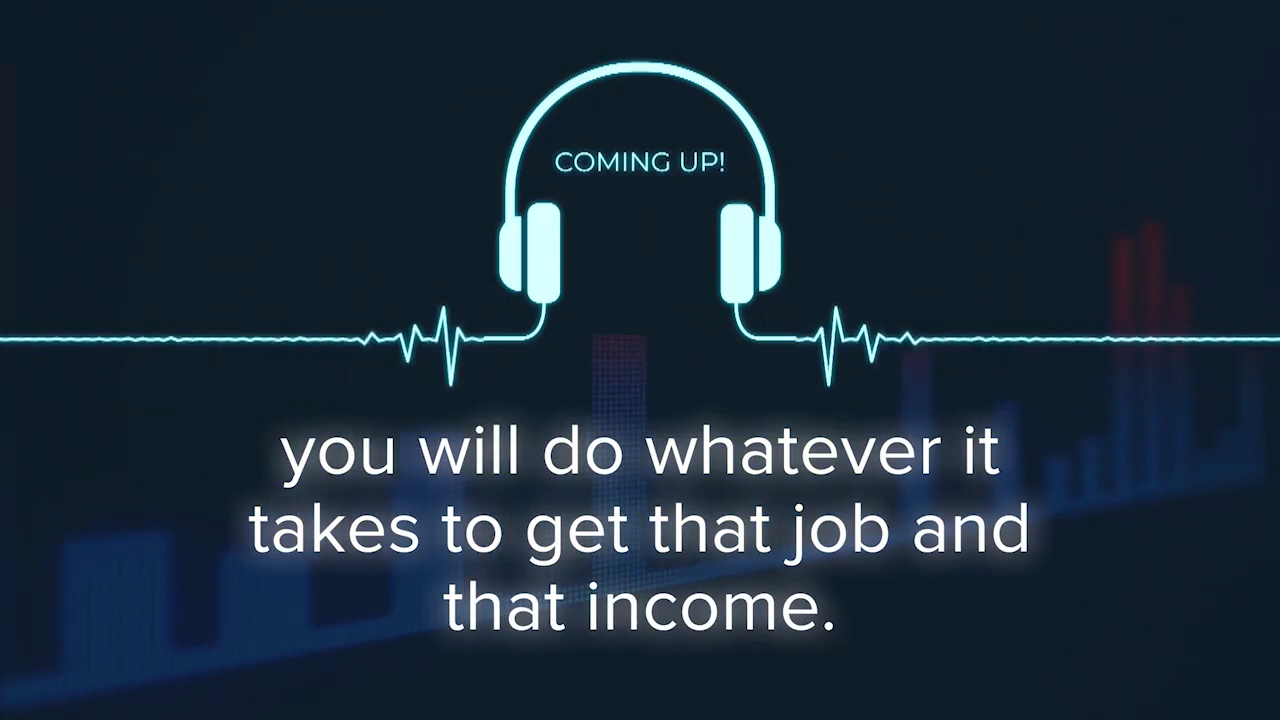 COMING UP!
you will do whatever it
takes to get that job and
that income.